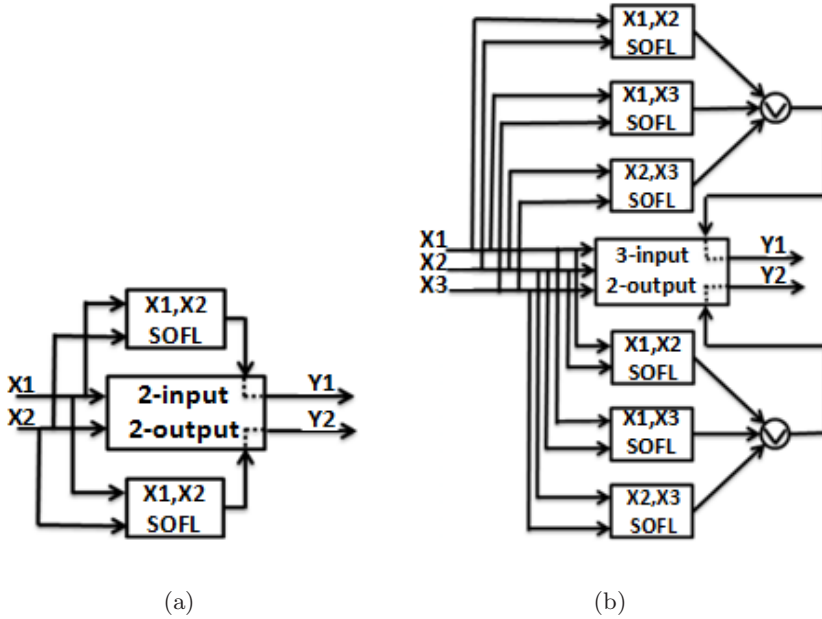 X1,X2
SOFL
X1
X2
2-input
2-output
Y1
Y2
X1,X2
SOFL
(a)
X1,X2
SOFL
X1,X3
SOFL
X2,X3
SOFL
X1
X2
X3
3-input
2-output
Y1
Y2
X1,X2
SOFL
X1,X3
SOFL
X2,X3
SOFL
(b)